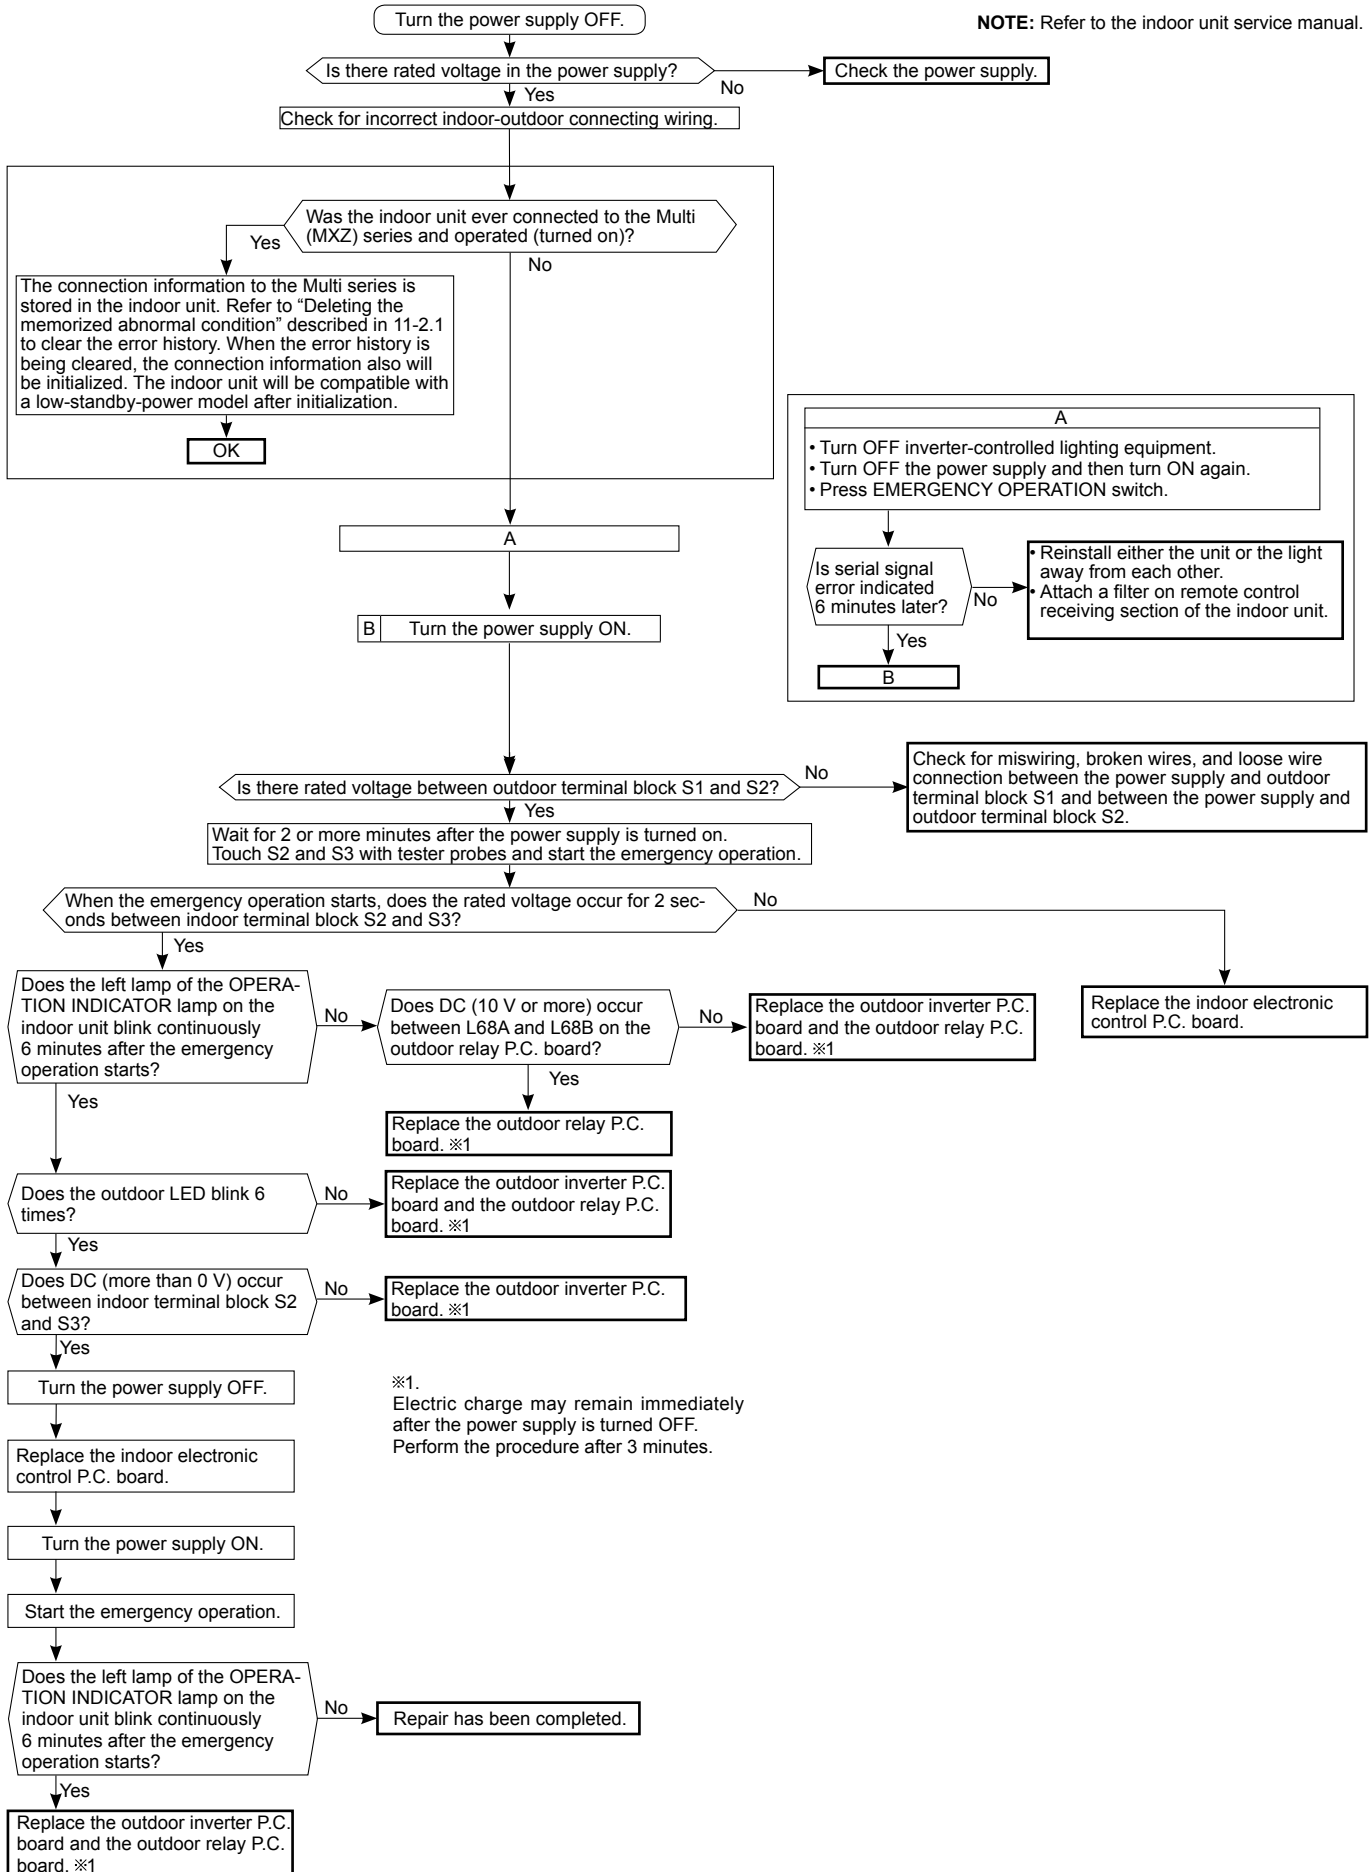 Turn the power supply OFF.
NOTE: Refer to the indoor unit service manual.
Is there rated voltage in the power supply?
No
Check the power supply.
Yes
Check for incorrect indoor-outdoor connecting wiring.
Was the indoor unit ever connected to the Multi
(MXZ) series and operated (turned on)?
Yes
No
The connection information to the Multi series is
stored in the indoor unit. Refer to “Deleting the
memorized abnormal condition” described in 11-2.1
to clear the error history. When the error history is
being cleared, the connection information also will
be initialized. The indoor unit will be compatible with
a low-standby-power model after initialization.
OK
A
• Turn OFF inverter-controlled lighting equipment.
• Turn OFF the power supply and then turn ON again.
• Press EMERGENCY OPERATION switch.
Is serial signal
error indicated
6 minutes later?
No
• Reinstall either the unit or the light
away from each other.
• Attach a filter on remote control
receiving section of the indoor unit.
Yes
B
A
B Turn the power supply ON.
Is there rated voltage between outdoor terminal block S1 and S2?
No
Check for miswiring, broken wires, and loose wire
connection between the power supply and outdoor
terminal block S1 and between the power supply and
outdoor terminal block S2.
Yes
Wait for 2 or more minutes after the power supply is turned on.
Touch S2 and S3 with tester probes and start the emergency operation.
When the emergency operation starts, does the rated voltage occur for 2 sec-
onds between indoor terminal block S2 and S3?
No
Replace the indoor electronic
control P.C. board.
Yes
Does the left lamp of the OPERA-
TION INDICATOR lamp on the
indoor unit blink continuously
6 minutes after the emergency
operation starts?
No
Does DC (10 V or more) occur
between L68A and L68B on the
outdoor relay P.C. board?
No
Replace the outdoor inverter P.C.
board and the outdoor relay P.C.
board. ※1
Yes
Replace the outdoor relay P.C.
board. ※1
Yes
Does the outdoor LED blink 6
times?
No
Replace the outdoor inverter P.C.
board and the outdoor relay P.C.
board. ※1
Yes
Does DC (more than 0 V) occur
between indoor terminal block S2
and S3?
No
Replace the outdoor inverter P.C.
board. ※1
Yes
Turn the power supply OFF.
※1.
Electric charge may remain immediately
after the power supply is turned OFF.
Perform the procedure after 3 minutes.
Replace the indoor electronic
control P.C. board.
Turn the power supply ON.
Start the emergency operation.
Does the left lamp of the OPERA-
TION INDICATOR lamp on the
indoor unit blink continuously
6 minutes after the emergency
operation starts?
No
Repair has been completed.
Yes
Replace the outdoor inverter P.C.
board and the outdoor relay P.C.
board. ※1